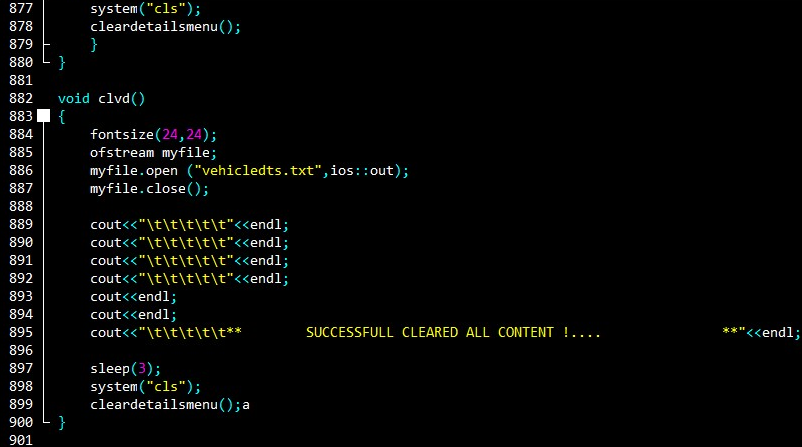 877 system("cls");
878 cleardetailsmenu();
879 }
880 }
881
882 void clvd()
883 {
884 fontsize(24,24);
885 ofstream myfile;
886 myfile.open ("vehicledts.txt",ios::out);
887 myfile.close();
888
889 cout<<"\t\t\t\t\t"<<endl;
890 cout<<"\t\t\t\t\t"<<endl;
891 cout<<"\t\t\t\t\t"<<endl;
892 cout<<"\t\t\t\t\t"<<endl;
893 cout<<endl;
894 cout<<endl;
895 cout<<"\t\t\t\t\t** SUCCESSFULL CLEARED ALL CONTENT !.... **"<<endl;
896
897 sleep(3);
898 system("cls");
899 cleardetailsmenu();a
900 }
901